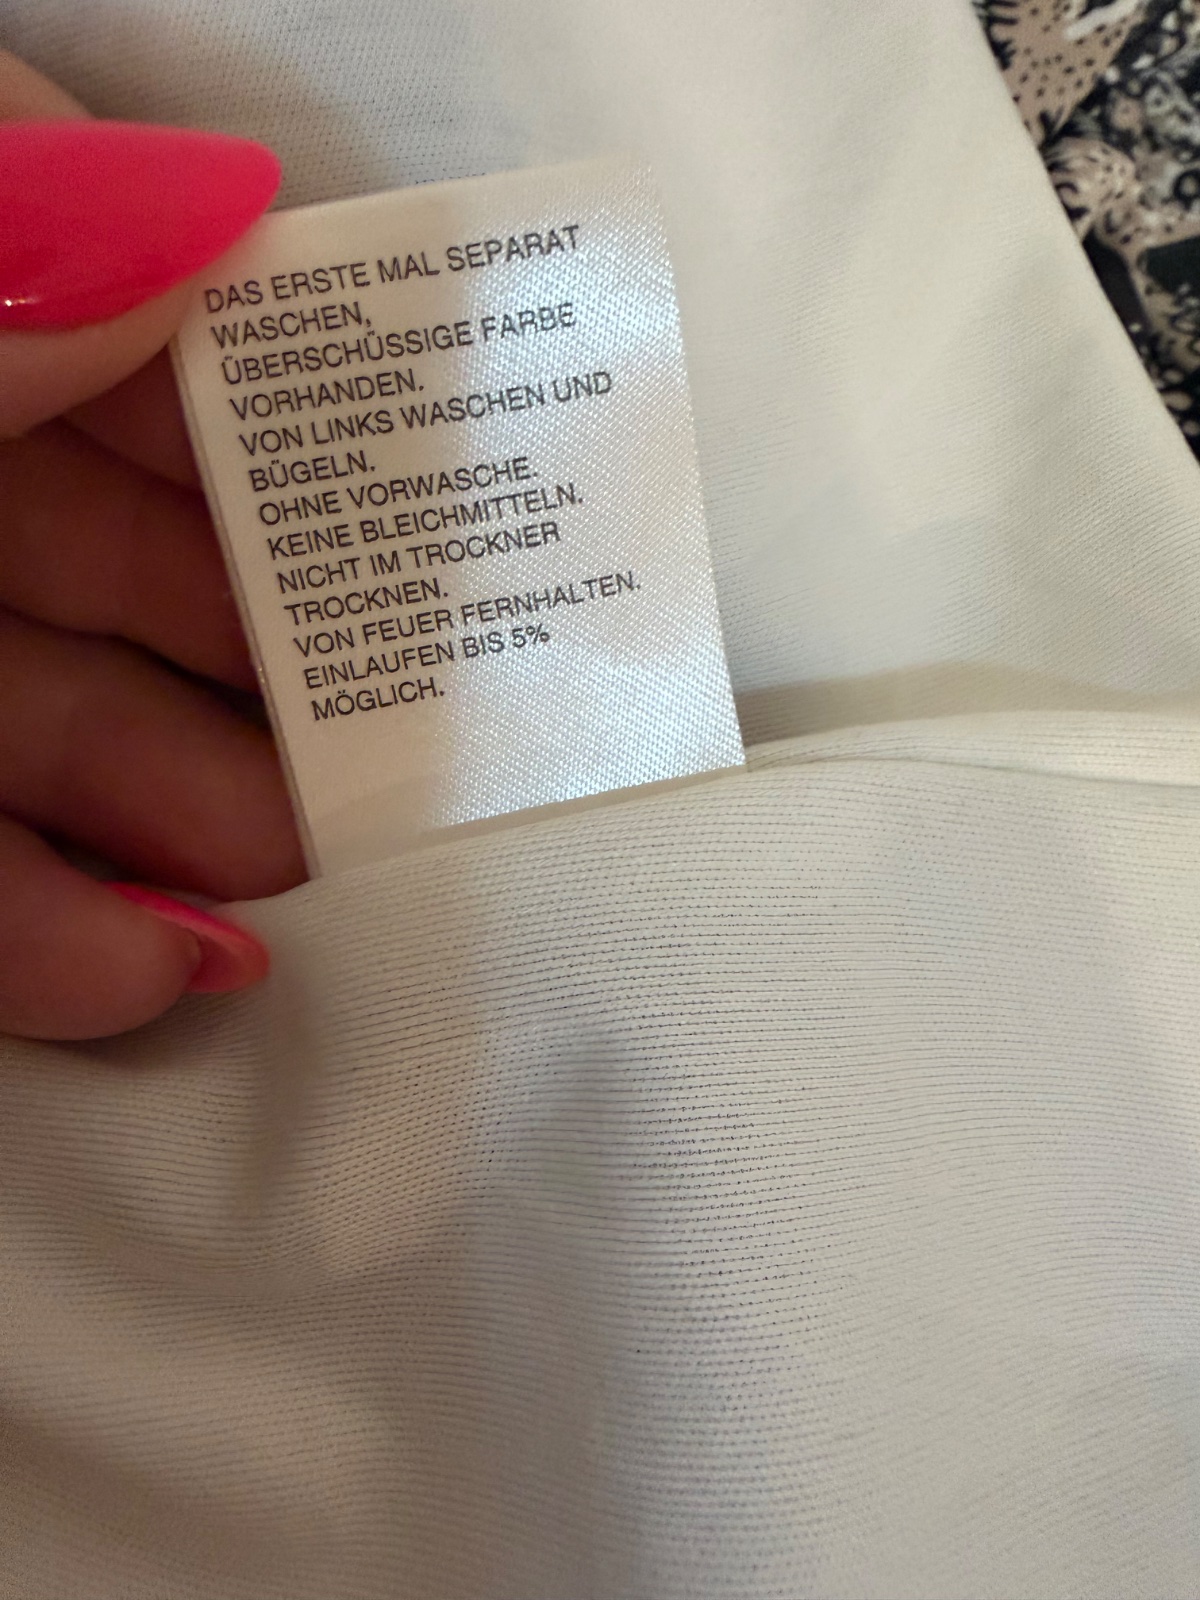 DAS ERSTE MAL SEPARAT
WASCHEN,
ÜBERSCHÜSSIGE FARBE
VORHANDEN.
VON LINKS WASCHEN UND
BÜGELN.
OHNE VORWASCHE.
KEINE BLEICHMITTELN.
NICHT IM TROCKNER
TROCKNEN.
VON FEUER FERNHALTEN.
EINLAUFEN BIS 5%
MÖGLICH.